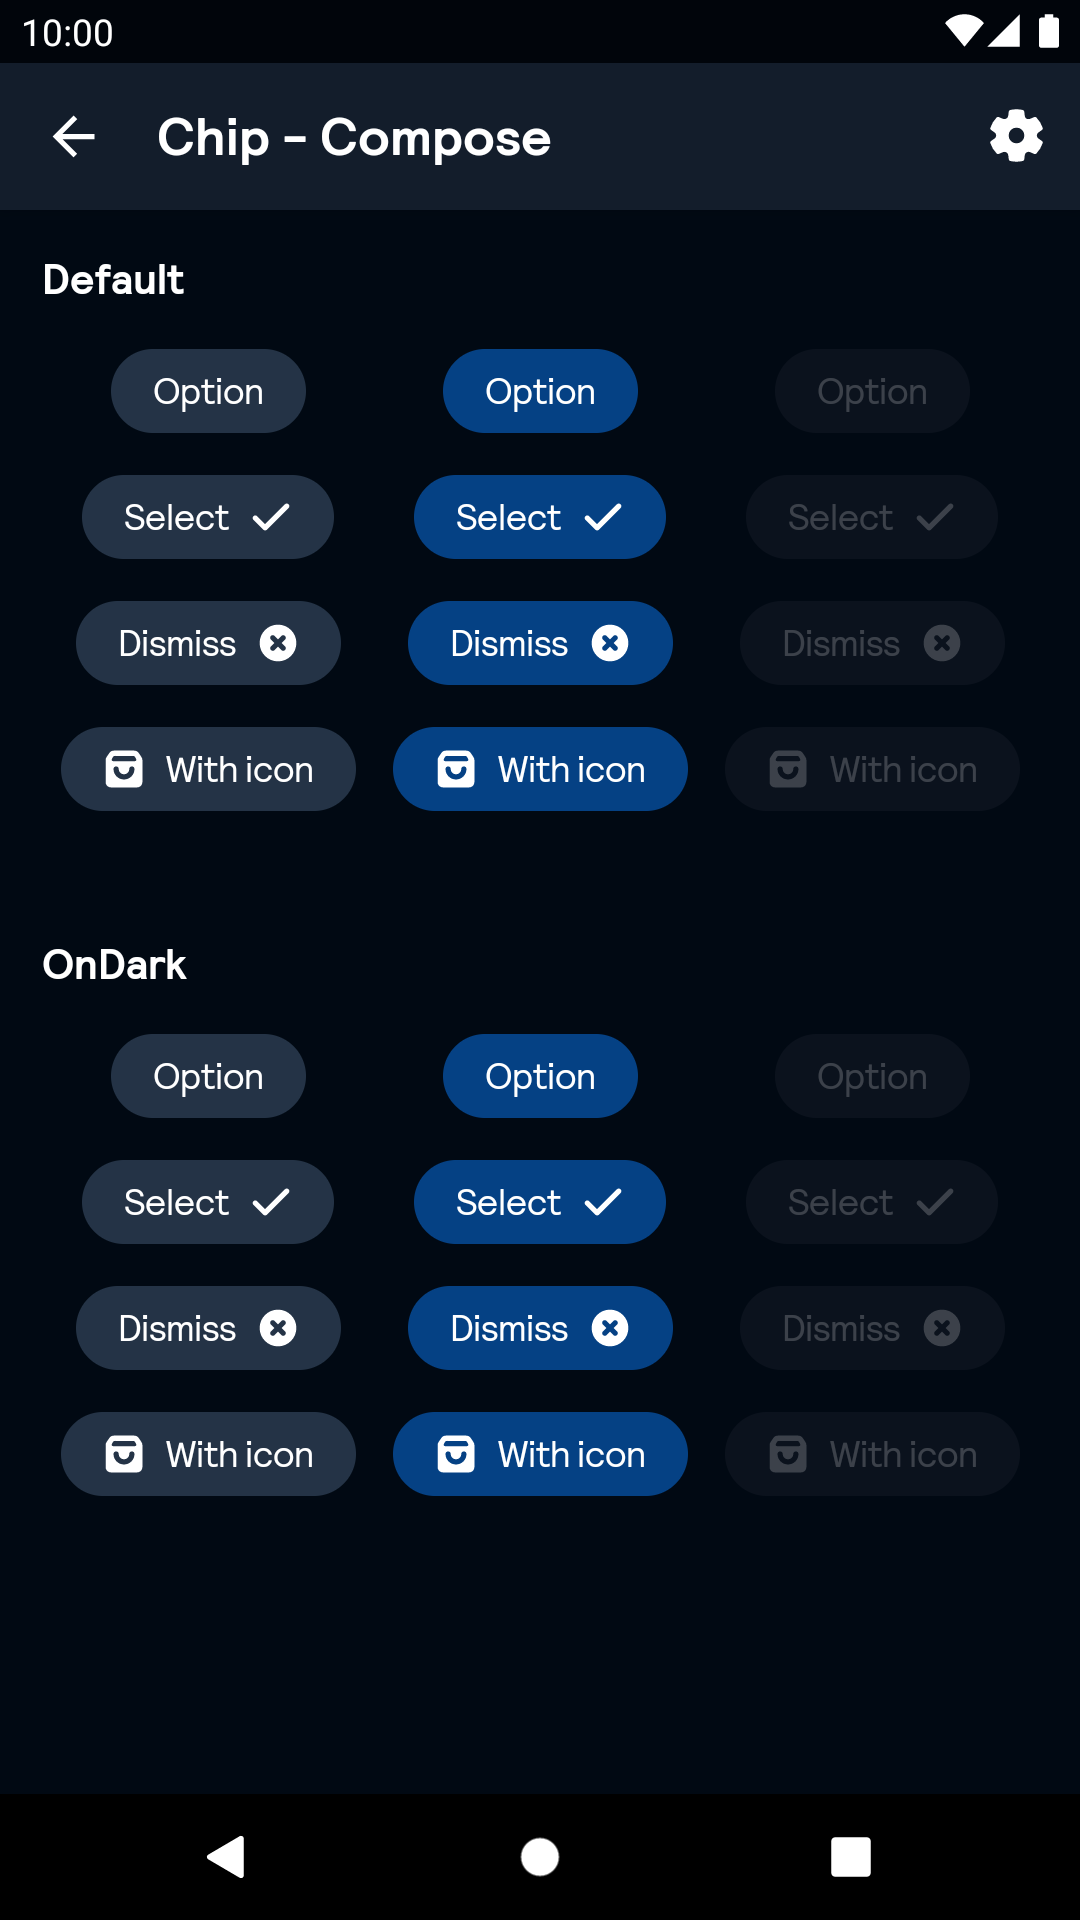 10:00
Chip - Compose
Default
Option Option Option
Select Select Select
Dismiss Dismiss Dismiss
With icon With icon With icon
OnDark
Option Option Option
Select Select Select
Dismiss Dismiss Dismiss
With icon With icon With icon